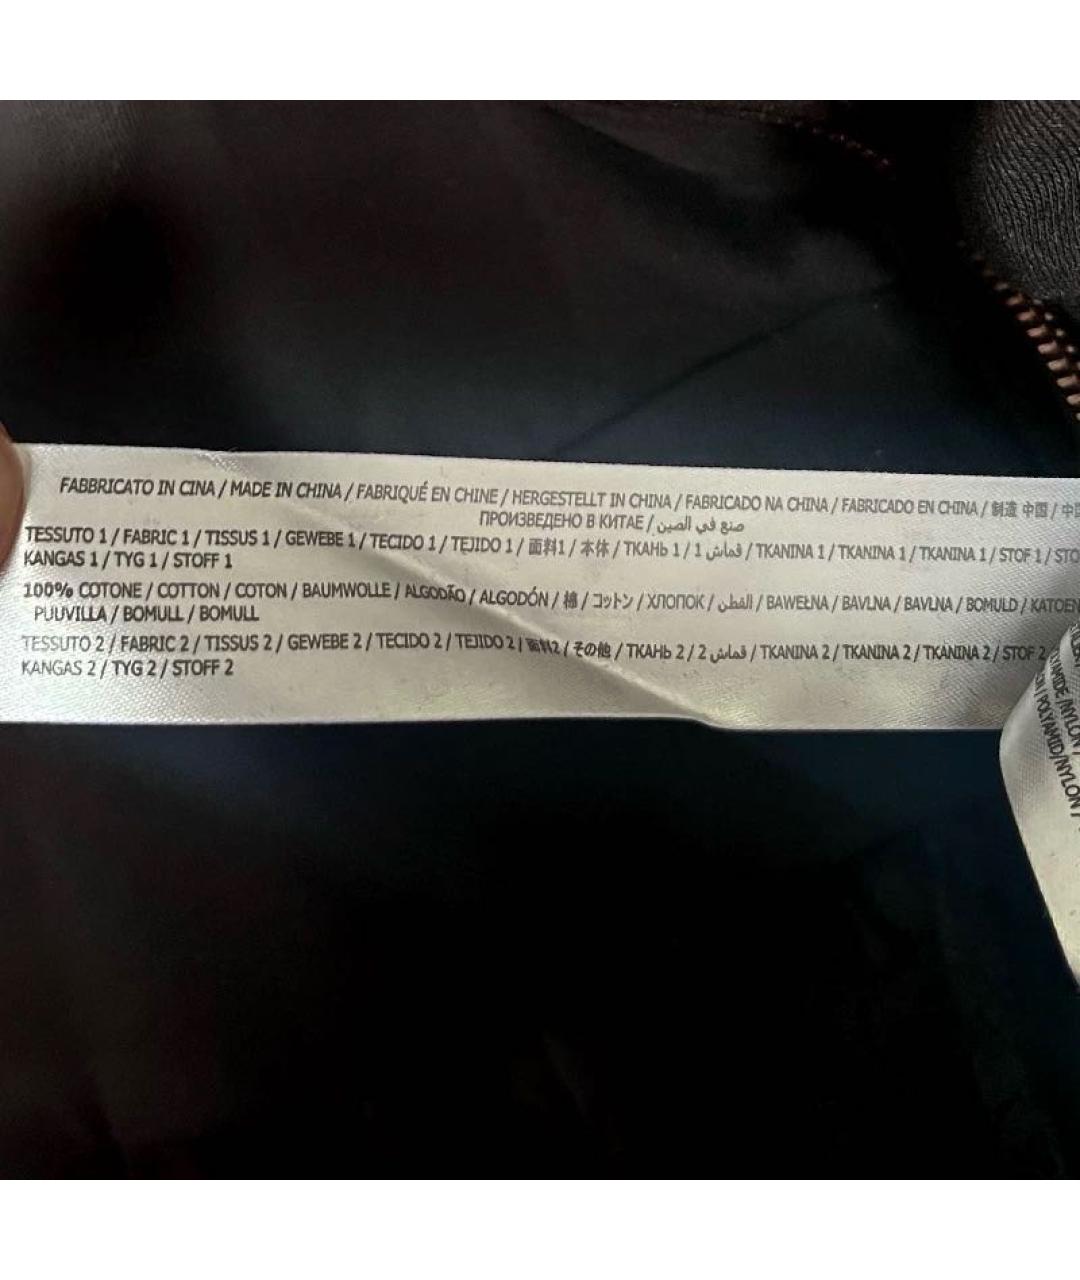 FABBRICATO IN CINA / MADE IN CHINA / FABRIQUÉ EN CHINE / HERGESTELLT IN CHINA / FABRICADO NA CHINA / FABRICADO EN CHINA / 制造 中国 /
ПРОИЗВЕДЕНО В КИТАЕ / صنع في الصين
TESSUTO 1 / FABRIC 1 / TISSUS 1 / GEWEBE 1 / TECIDO 1 / TEJIDO 1 / 面料1 / 本体 / ТКАНЬ 1 / 1 قماش / TKANINA 1 / TKANINA 1 / TKANINA 1 / STOF 1 /
KANGAS 1 / TYG 1 / STOFF 1
100% COTONE / COTTON / COTON / BAUMWOLLE / ALGODÃO / ALGODÓN / 棉 / コットン / ХЛОПОК / القطن / BAWEŁNA / BAVLNA / BAVLNA / BOMULD / KATOEN
PUUVILLA / BOMULL / BOMULL
TESSUTO 2 / FABRIC 2 / TISSUS 2 / GEWEBE 2 / TECIDO 2 / TEJIDO 2 / 面料2 / その他 / ТКАНЬ 2 / 2 قماش / TKANINA 2 / TKANINA 2 / TKANINA 2 / STOF 2
KANGAS 2 / TYG 2 / STOFF 2
POLYAMID/NYLON /